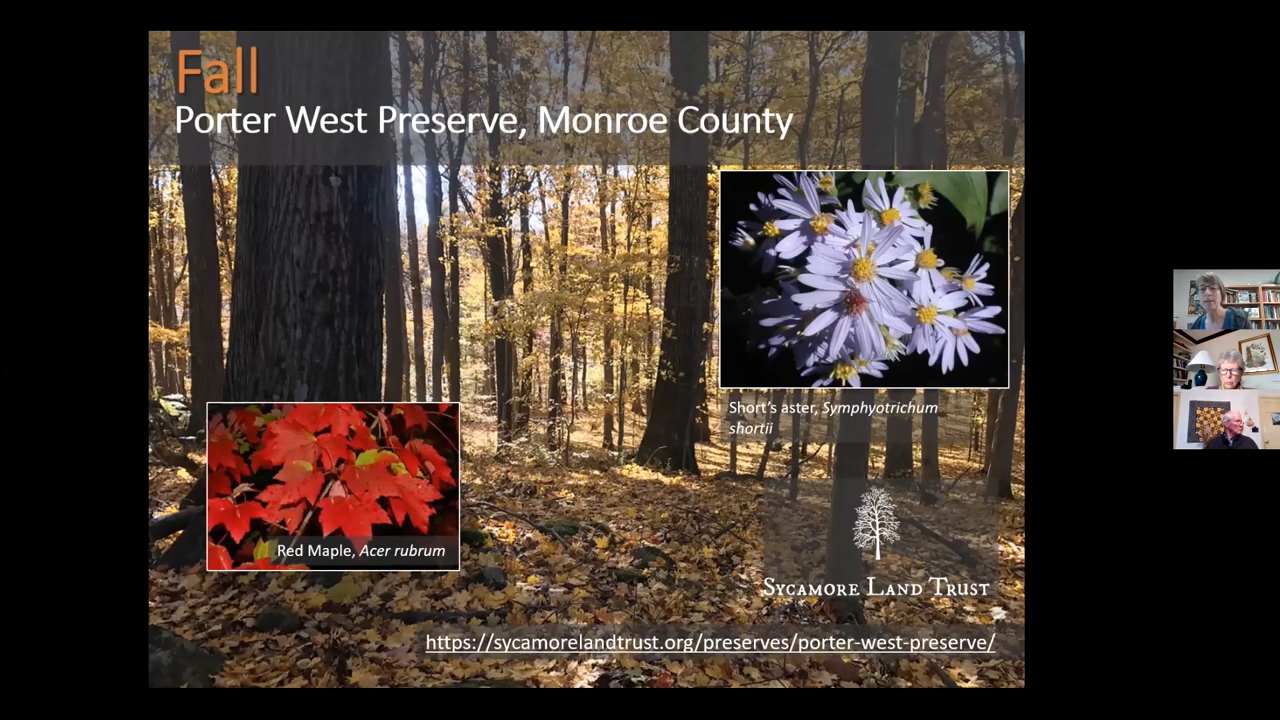 Fall
Porter West Preserve, Monroe County
Short's aster, Symphyotrichum
shortii
Red Maple, Acer rubrum
Sycamore Land Trust
https://sycamorelandtrust.org/preserves/porter-west-preserve/